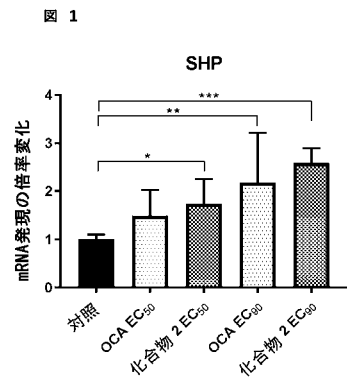 図 1
SHP
mRNA発現の倍率変化
4
3
2
1
0
***
**
*
対照
OCA EC50
化合物 2 EC50
OCA EC90
化合物 2 EC90